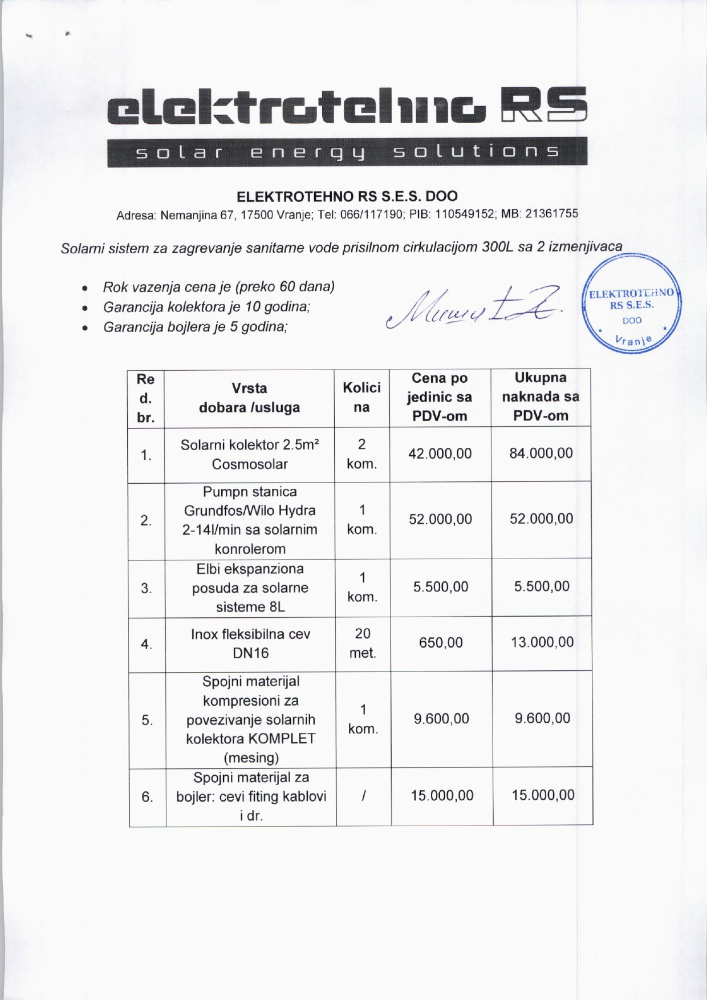 elektrotehno RS
solar energy solutions
ELEKTROTEHNO RS S.E.S. DOO
Adresa: Nemanjina 67, 17500 Vranje; Tel: 066/117190; PIB: 110549152; MB: 21361755
Solarni sistem za zagrevanje sanitarne vode prisilnom cirkulacijom 300L sa 2 izmenjivaca
• Rok vazenja cena je (preko 60 dana)
• Garancija kolektora je 10 godina;
• Garancija bojlera je 5 godina;
ELEKTROTEHNO
RS S.E.S.
DOO
* Vranje *
Re
d.
br.
Vrsta
dobara /usluga
Kolici
na
Cena po
jedinic sa
PDV-om
Ukupna
naknada sa
PDV-om
1.
Solarni kolektor 2.5m²
Cosmosolar
2
kom.
42.000,00
84.000,00
2.
Pumpn stanica
Grundfos/Wilo Hydra
2-14l/min sa solarnim
konrolerom
1
kom.
52.000,00
52.000,00
3.
Elbi ekspanziona
posuda za solarne
sisteme 8L
1
kom.
5.500,00
5.500,00
4.
Inox fleksibilna cev
DN16
20
met.
650,00
13.000,00
5.
Spojni materijal
kompresioni za
povezivanje solarnih
kolektora KOMPLET
(mesing)
1
kom.
9.600,00
9.600,00
6.
Spojni materijal za
bojler: cevi fiting kablovi
i dr.
/
15.000,00
15.000,00